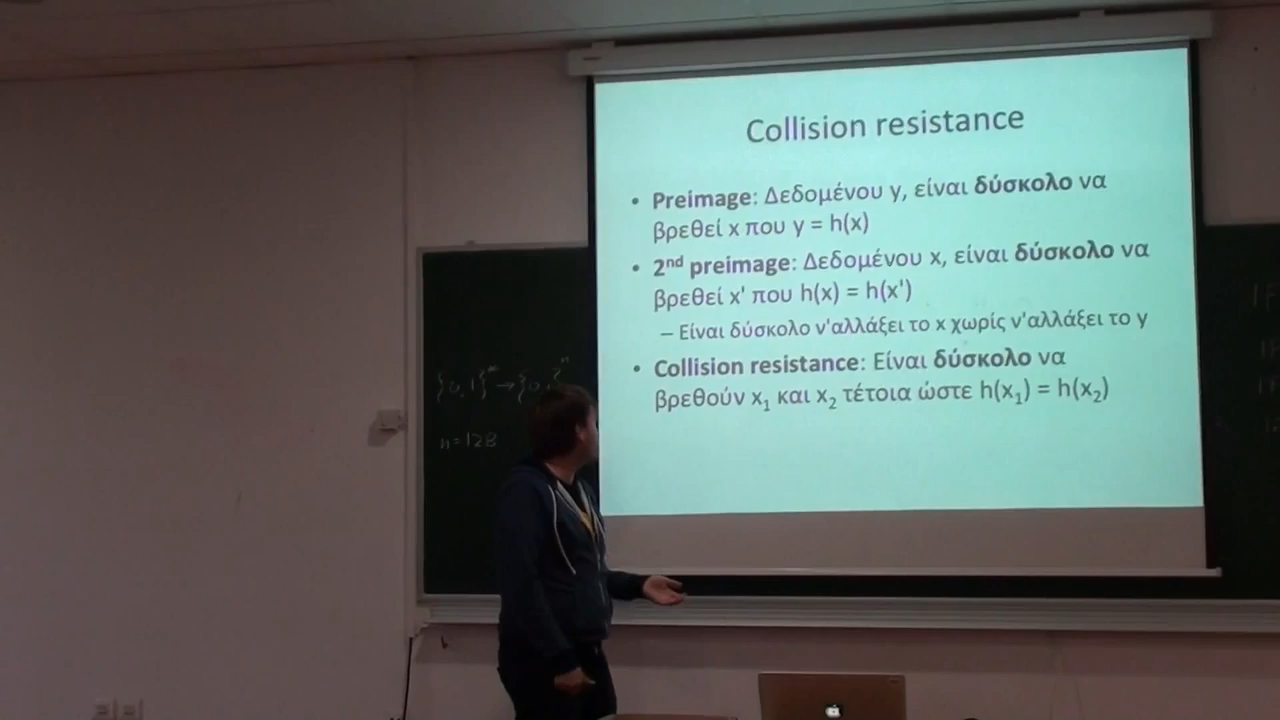 Collision resistance
• Preimage: Δεδομένου y, είναι δύσκολο να
βρεθεί x που y = h(x)
• 2nd preimage: Δεδομένου x, είναι δύσκολο να
βρεθεί x' που h(x) = h(x')
– Είναι δύσκολο ν'αλλάξει το x χωρίς ν'αλλάξει το y
• Collision resistance: Είναι δύσκολο να
βρεθούν x1 και x2 τέτοια ώστε h(x1) = h(x2)
n=128